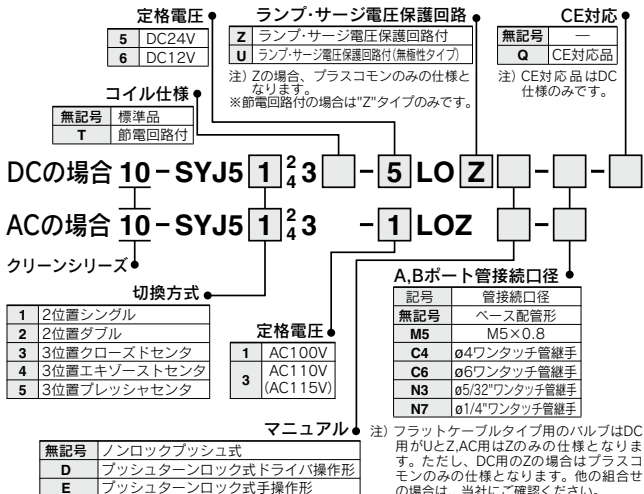 定格電圧
5 DC24V
6 DC12V
ランプ・サージ電圧保護回路
Z ランプ・サージ電圧保護回路付
U ランプ・サージ電圧保護回路付(無極性タイプ)
注) Zの場合、プラスコモンのみの仕様と
なります。
※節電回路付の場合は"Z"タイプのみです。
CE対応
無記号 —
Q CE対応品
注) CE対応品はDC
仕様のみです。
コイル仕様
無記号 標準品
T 節電回路付
DCの場合 10-SYJ5 1 2/4 3 □-5 LO Z □-□-□
ACの場合 10-SYJ5 1 2/4 3 -1 LOZ □-□
クリーンシリーズ
切換方式
1 2位置シングル
2 2位置ダブル
3 3位置クローズドセンタ
4 3位置エキゾーストセンタ
5 3位置プレッシャセンタ
定格電圧
1 AC100V
3 AC110V
(AC115V)
A,Bポート管接続口径
記号 管接続口径
無記号 ベース配管形
M5 M5×0.8
C4 ø4ワンタッチ管継手
C6 ø6ワンタッチ管継手
N3 ø5/32"ワンタッチ管継手
N7 ø1/4"ワンタッチ管継手
マニュアル
無記号 ノンロックプッシュ式
D プッシュターンロック式ドライバ操作形
E プッシュターンロック式手操作形
注) フラットケーブルタイプ用のバルブはDC
用がUとZ,AC用はZのみの仕様となりま
す。ただし、DC用のZの場合はプラスコ
モンのみの仕様となります。他の組合せ
の場合は、当社にご確認ください。